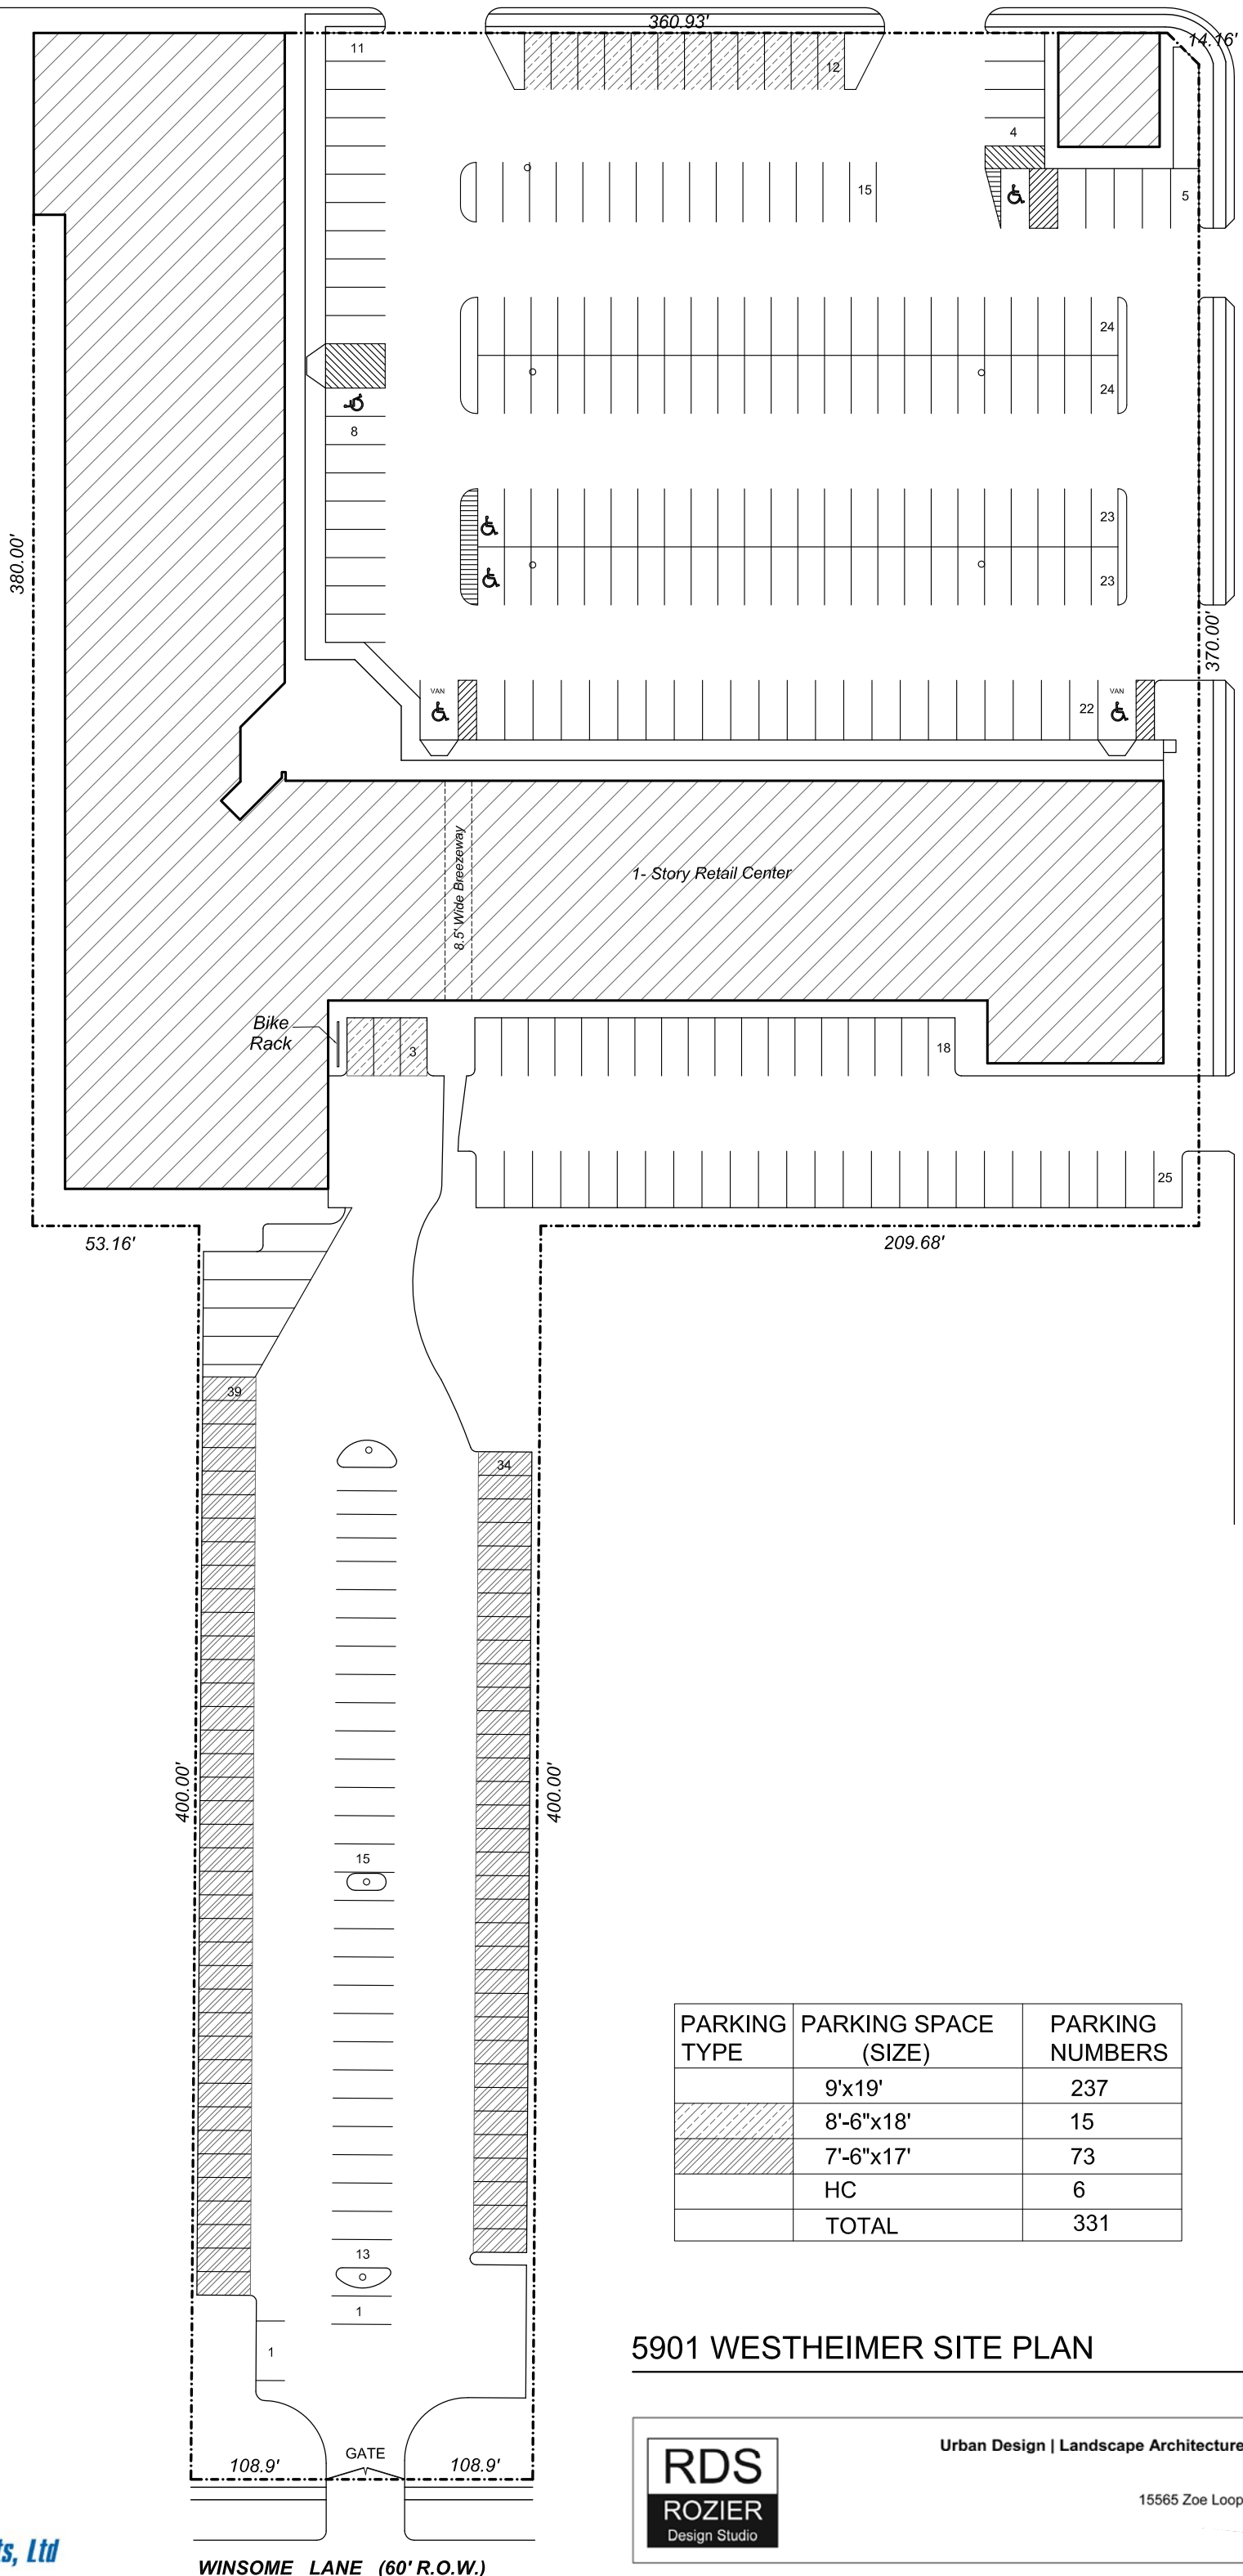 360.93'
14.16'
11
12
4
15
5
24
24
8
23
23
380.00'
370.00'
VAN
22
VAN
8.5' Wide Breezeway
1- Story Retail Center
Bike
Rack
3
18
25
53.16'
209.68'
39
34
400.00'
400.00'
15
13
1
1
PARKING TYPE PARKING SPACE (SIZE) PARKING NUMBERS
9'x19' 237
8'-6"x18' 15
7'-6"x17' 73
HC 6
TOTAL 331
5901 WESTHEIMER SITE PLAN
108.9'
GATE
108.9'
RDS
ROZIER
Design Studio
Urban Design | Landscape Architecture
15565 Zoe Loop
ts, Ltd
WINSOME LANE (60' R.O.W.)